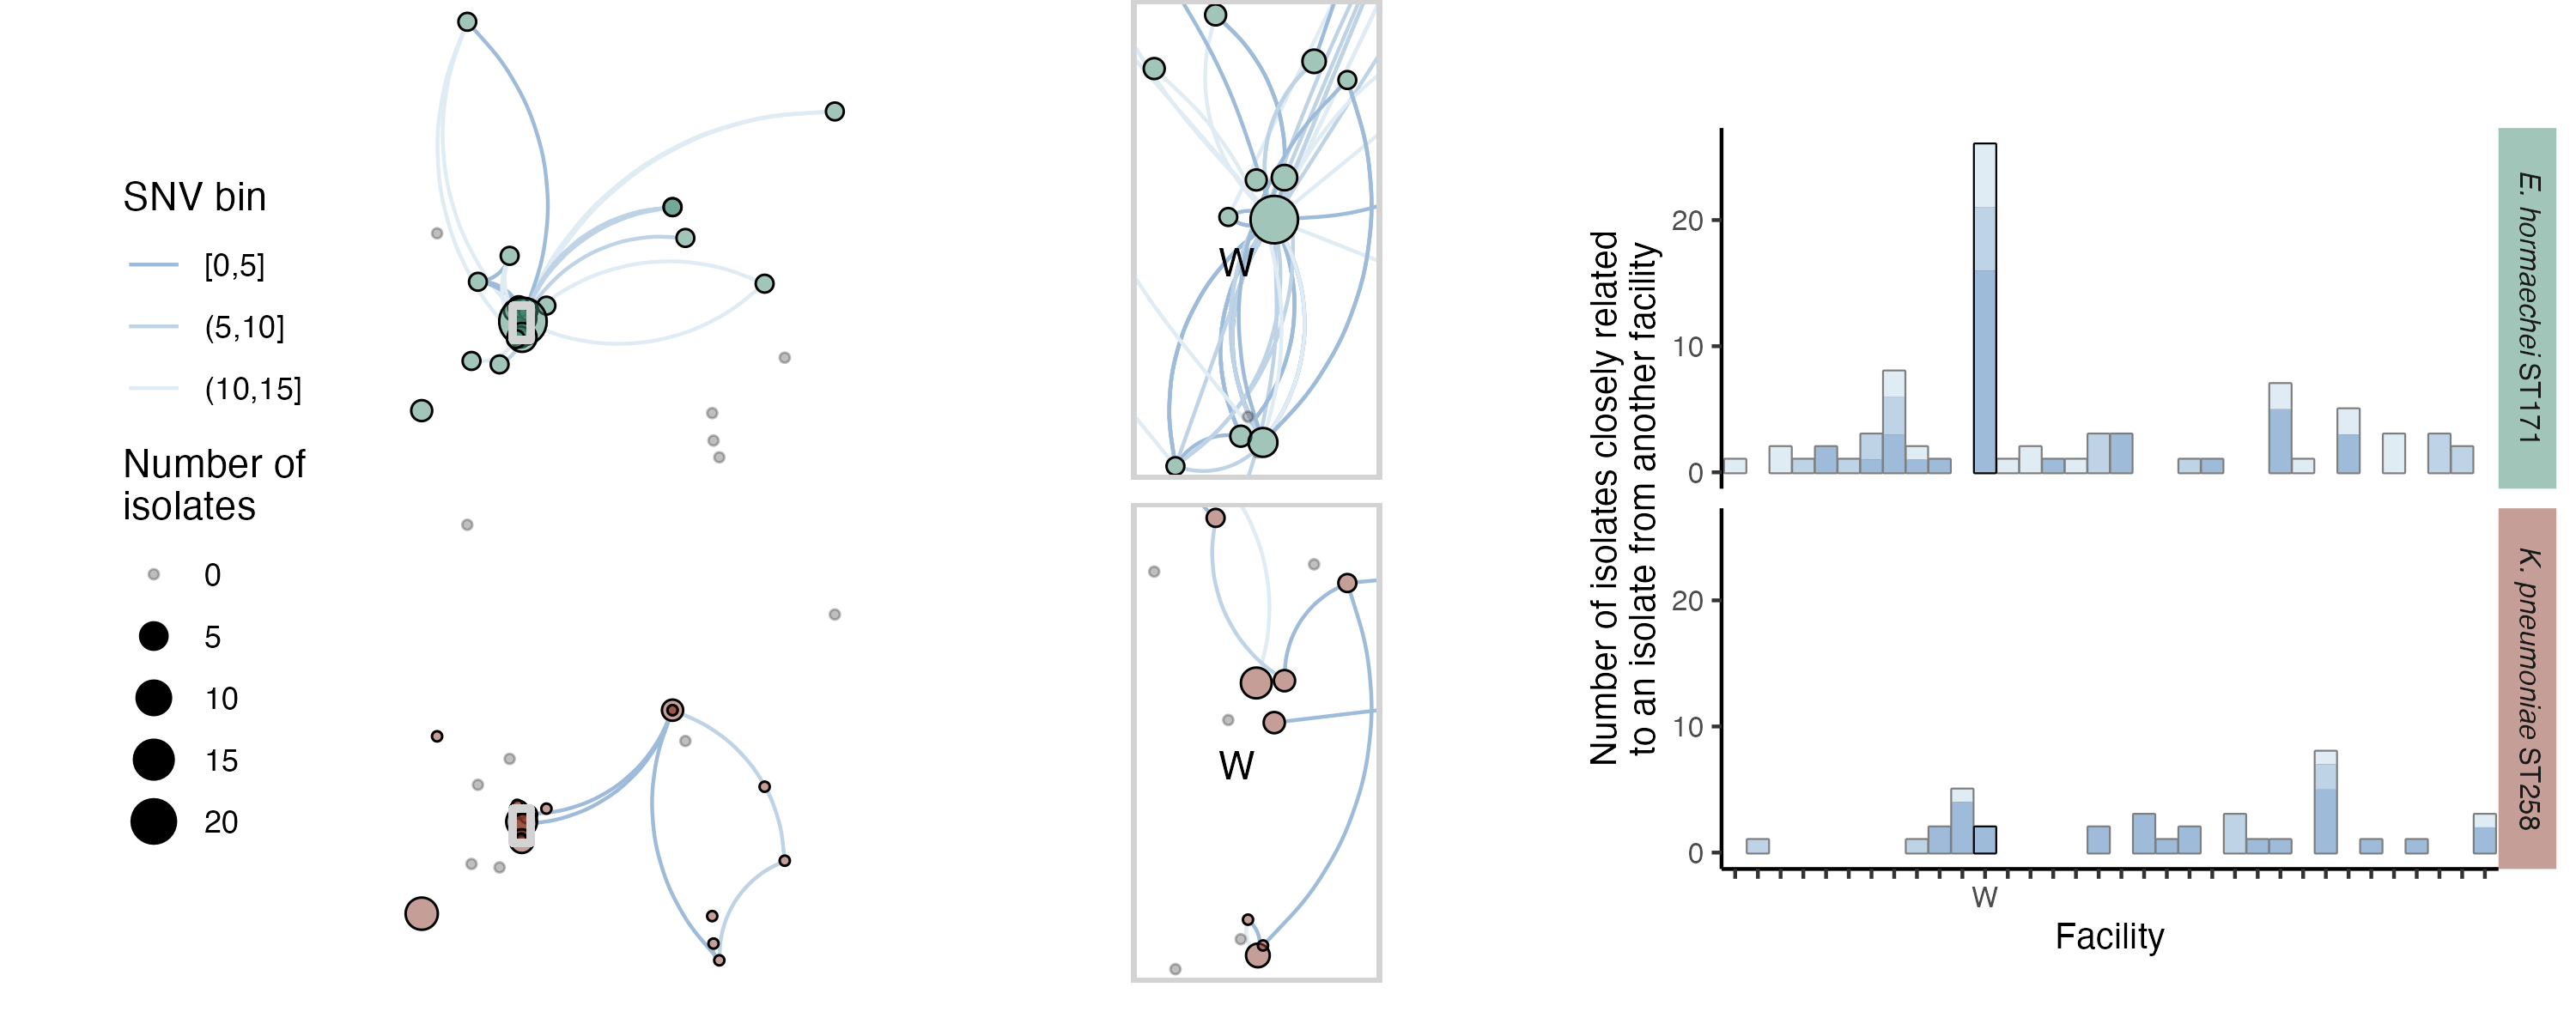 SNV bin
[0,5]
(5,10]
(10,15]
Number of
isolates
0
5
10
15
20
W
W
Number of isolates closely related
to an isolate from another facility
20
10
0
20
10
0
W
Facility
E. hormaechei ST171
K. pneumoniae ST258